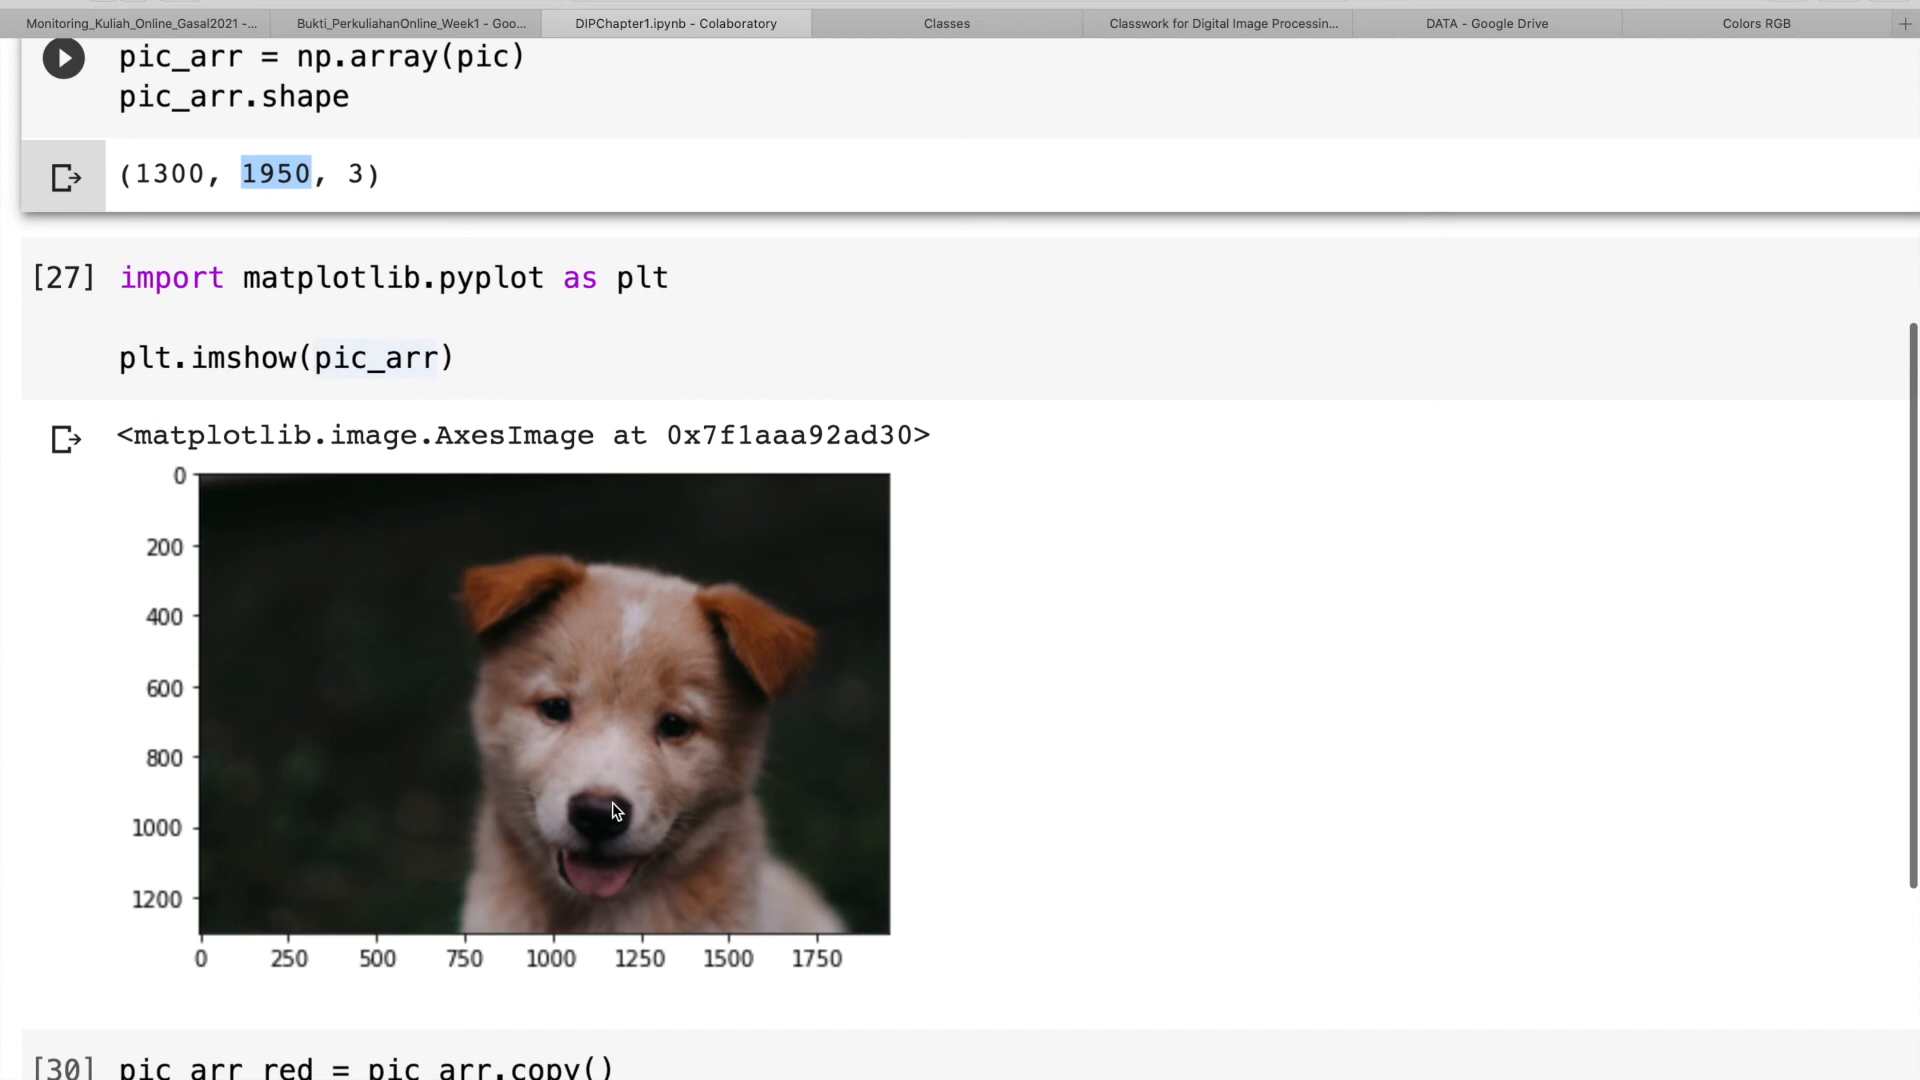 Monitoring_Kuliah_Online_Gasal2021 -... Bukti_PerkuliahanOnline_Week1 - Goo... DIPChapter1.ipynb - Colaboratory Classes Classwork for Digital Image Processin... DATA - Google Drive Colors RGB +
pic_arr = np.array(pic)
pic_arr.shape
(1300, 1950, 3)
[27] import matplotlib.pyplot as plt
plt.imshow(pic_arr)
<matplotlib.image.AxesImage at 0x7f1aaa92ad30>
0
200
400
600
800
1000
1200
0 250 500 750 1000 1250 1500 1750
[30] pic_arr_red = pic_arr.copy()